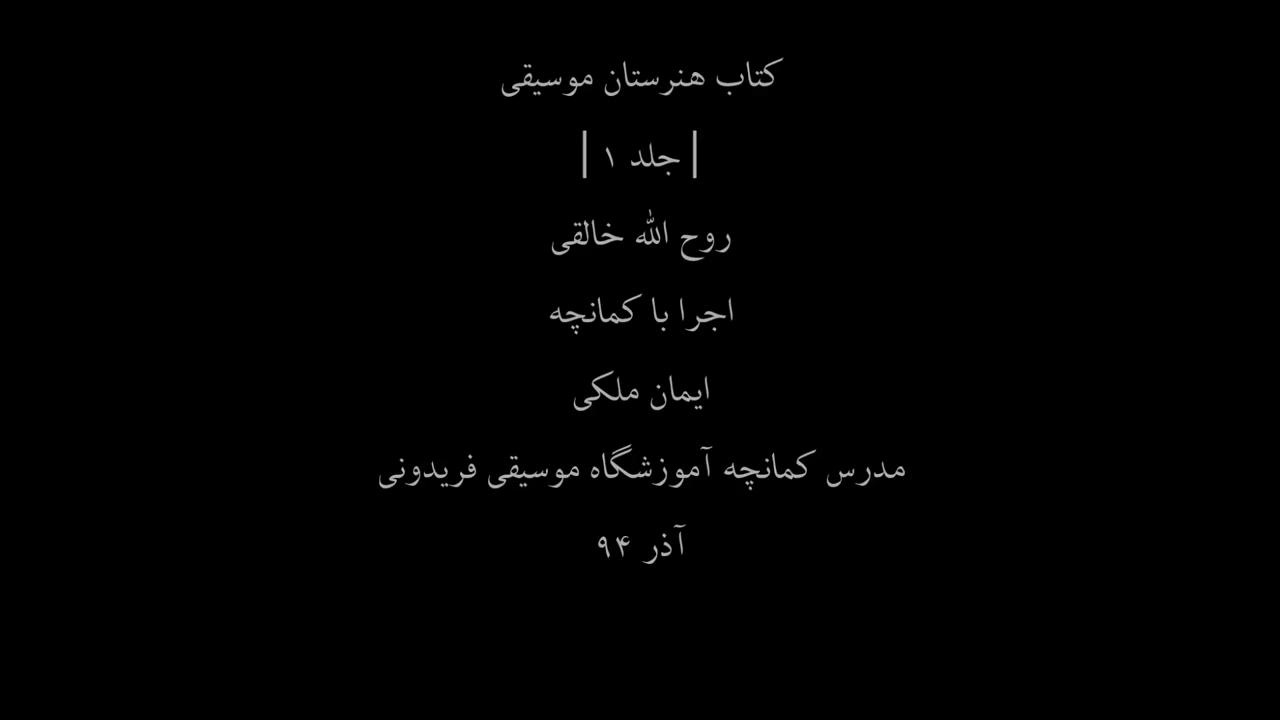 کتاب هنرستان موسیقی
| جلد ۱ |
روح الله خالقی
اجرا با کمانچه
ایمان ملکی
مدرس کمانچه آموزشگاه موسیقی فریدونی
آذر ۹۴